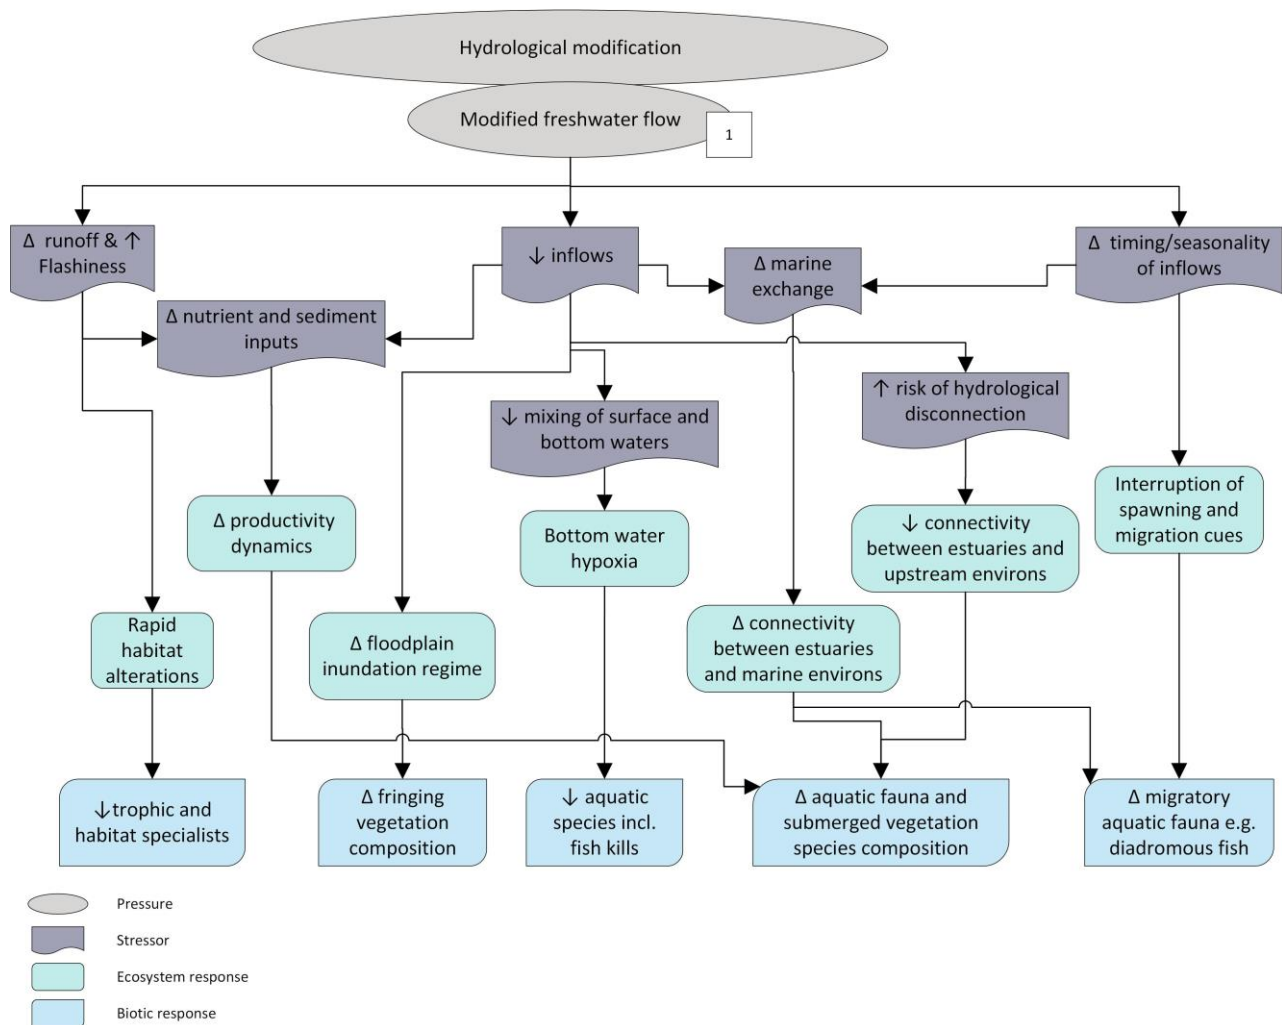 Hydrological modification
Modified freshwater flow
1
Δ runoff & ↑
Flashiness
↓ inflows
Δ marine
exchange
Δ timing/seasonality
of inflows
Δ nutrient and sediment
inputs
↓ mixing of surface and
bottom waters
↑ risk of hydrological
disconnection
Δ productivity
dynamics
Bottom water
hypoxia
↓ connectivity
between estuaries and
upstream environs
Interruption of
spawning and
migration cues
Rapid
habitat
alterations
Δ floodplain
inundation regime
Δ connectivity
between estuaries
and marine environs
↓trophic and
habitat specialists
Δ fringing
vegetation
composition
↓ aquatic
species incl.
fish kills
Δ aquatic fauna and
submerged vegetation
species composition
Δ migratory
aquatic fauna e.g.
diadromous fish
Pressure
Stressor
Ecosystem response
Biotic response